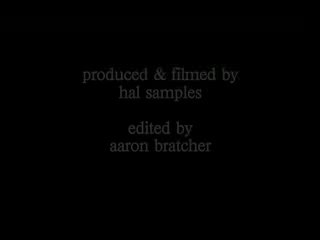 produced & filmed by
hal samples
edited by
aaron bratcher